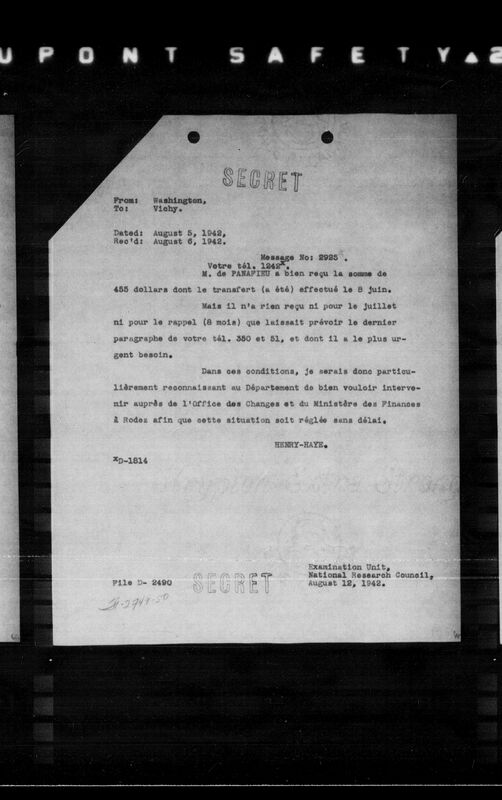 UPONT SAFETY▲2
SECRET
From: Washington,
To: Vichy.
Dated: August 5, 1942,
Rec'd: August 6, 1942.
Message No: 2925 .
Votre tél. 1242x.
M. de PANAFIEU a bien reçu la somme de
455 dollars dont le transfert (a été) effectué le 8 juin.
Mais il n'a rien reçu ni pour le juillet
ni pour le rappel (8 mois) que laissait prévoir le dernier
paragraphe de votre tél. 350 et 51, et dont il a le plus ur-
gent besoin.
Dans ces conditions, je serais donc particu-
lièrement reconnaissant au Département de bien vouloir interve-
nir auprès de l'Office des Changes et du Ministère des Finances
à Rodez afin que cette situation soit réglée sans délai.
HENRY-HAYE.
xD-1814
Examination Unit,
National Research Council,
August 12, 1942.
File D- 2490
SECRET